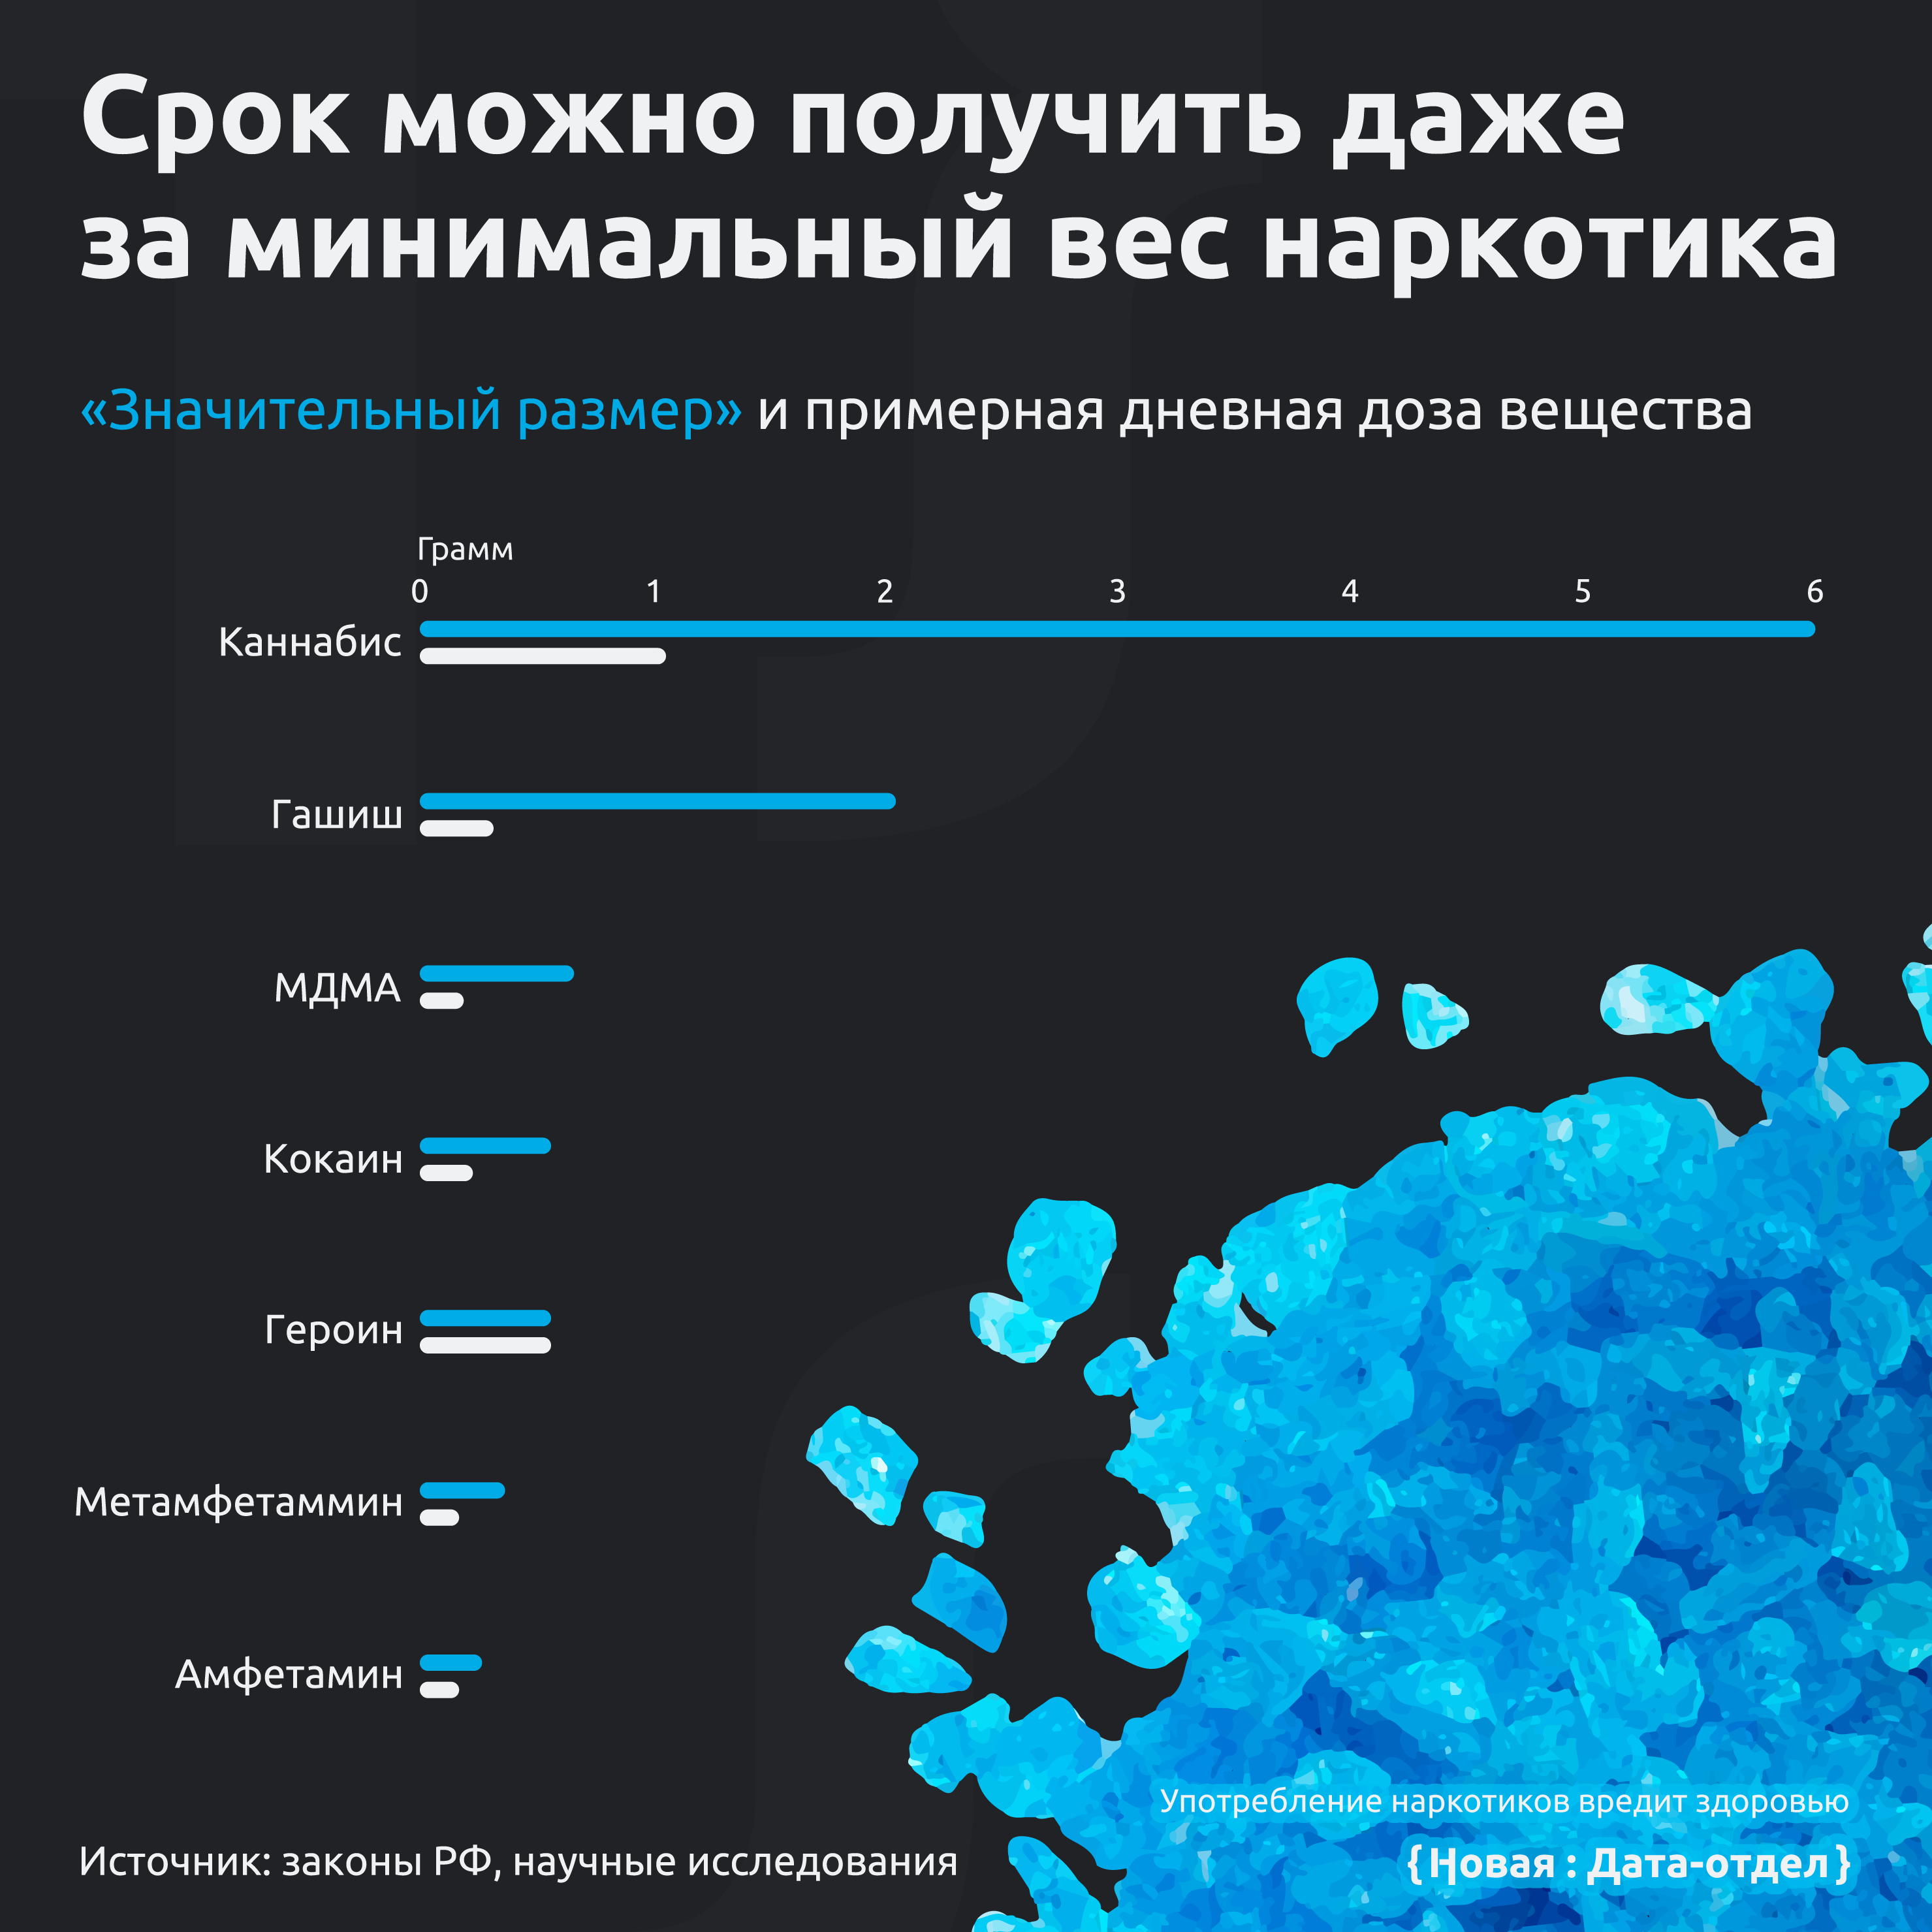 Срок можно получить даже
за минимальный вес наркотика
«Значительный размер» и примерная дневная доза вещества
Грамм
0 1 2 3 4 5 6
Каннабис
Гашиш
МДМА
Кокаин
Героин
Метамфетаммин
Амфетамин
Употребление наркотиков вредит здоровью
Источник: законы РФ, научные исследования
{Новая : Дата-отдел}